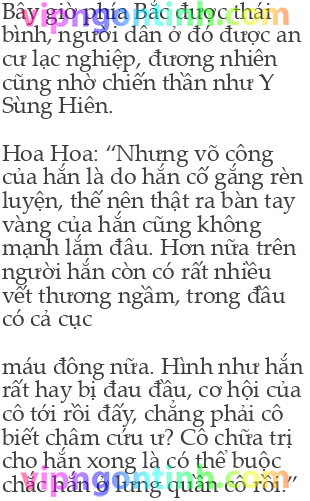 Bây giờ phía Bắc được thái
vipngontinh.com
bình, người dân ở đó được an
cư lạc nghiệp, đương nhiên
cũng nhờ chiến thần như Y
Sùng Hiên.
Hoa Hoa: “Nhưng võ công
của hắn là do hắn cố gắng rèn
luyện, thế nên thật ra bàn tay
vàng của hắn cũng không
mạnh lắm đâu. Hơn nữa trên
người hắn còn có rất nhiều
vết thương ngầm, trong đầu
có cả cục
máu đông nữa. Hình như hắn
rất hay bị đau đầu, cơ hội của
cô tới rồi đấy, chẳng phải cô
biết châm cứu ư? Cô chữa trị
cho hắn xong là có thể buộc
vipngontinh.com
chắc hắn ở lưng quần cô rồi!”